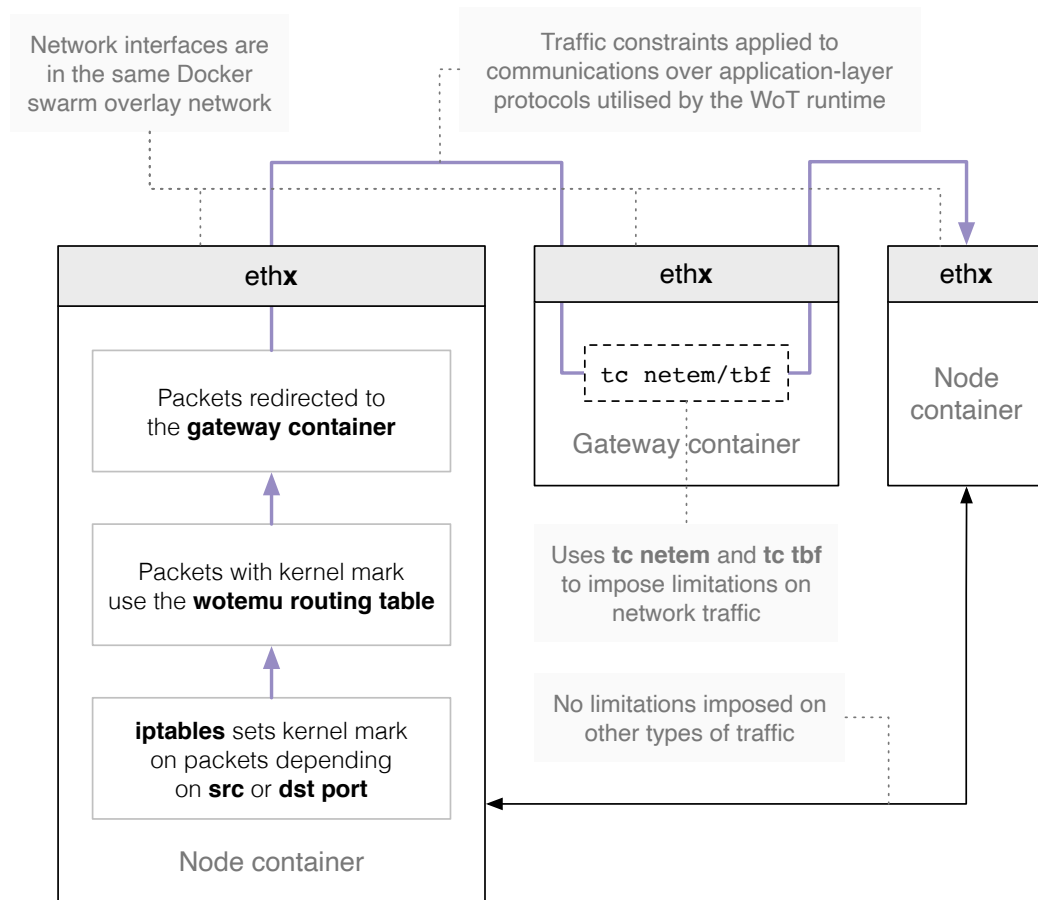 Network interfaces are
in the same Docker
swarm overlay network
Traffic constraints applied to
communications over application-layer
protocols utilised by the WoT runtime
ethx
ethx
ethx
Packets redirected to
the gateway container
Packets with kernel mark
use the wotemu routing table
iptables sets kernel mark
on packets depending
on src or dst port
Node container
tc netem/tbf
Gateway container
Node
container
Uses tc netem and tc tbf
to impose limitations on
network traffic
No limitations imposed on
other types of traffic